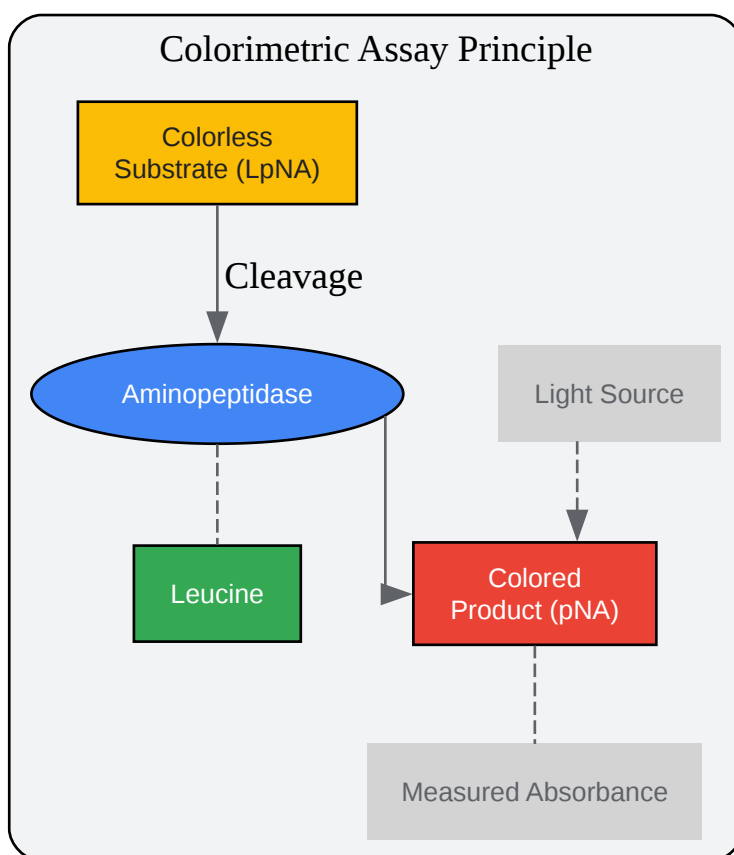 Colorimetric Assay Principle
Colorless
Substrate (LpNA)
Cleavage
Aminopeptidase
Light Source
Leucine
Colored
Product (pNA)
Measured Absorbance